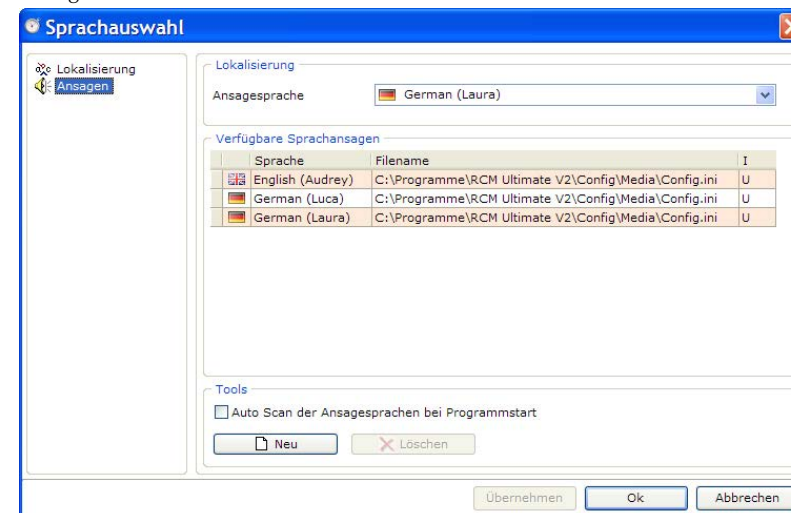 Sprachauswahl
Lokalisierung
Ansagen
Lokalisierung
Ansagesprache German (Laura)
Verfügbare Sprachansagen
Sprache Filename I
English (Audrey) C:\Programme\RCM Ultimate V2\Config\Media\Config.ini U
German (Luca) C:\Programme\RCM Ultimate V2\Config\Media\Config.ini U
German (Laura) C:\Programme\RCM Ultimate V2\Config\Media\Config.ini U
Tools
Auto Scan der Ansagesprachen bei Programmstart
Neu Löschen
Übernehmen Ok Abbrechen